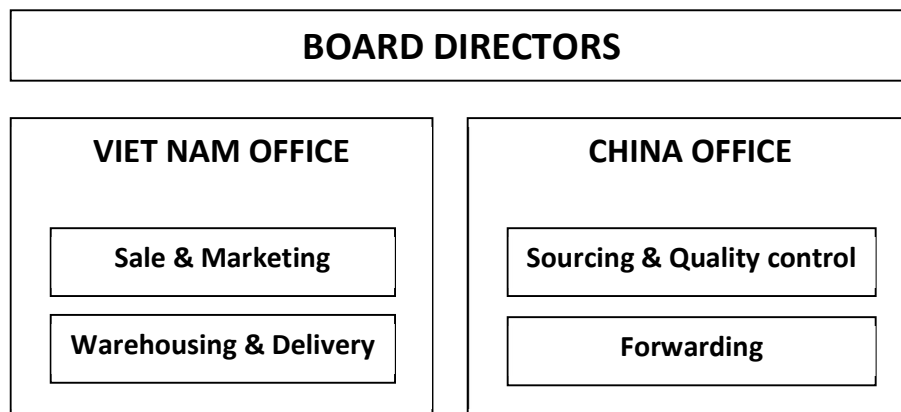 BOARD DIRECTORS
VIET NAM OFFICE
Sale & Marketing
Warehousing & Delivery
CHINA OFFICE
Sourcing & Quality control
Forwarding